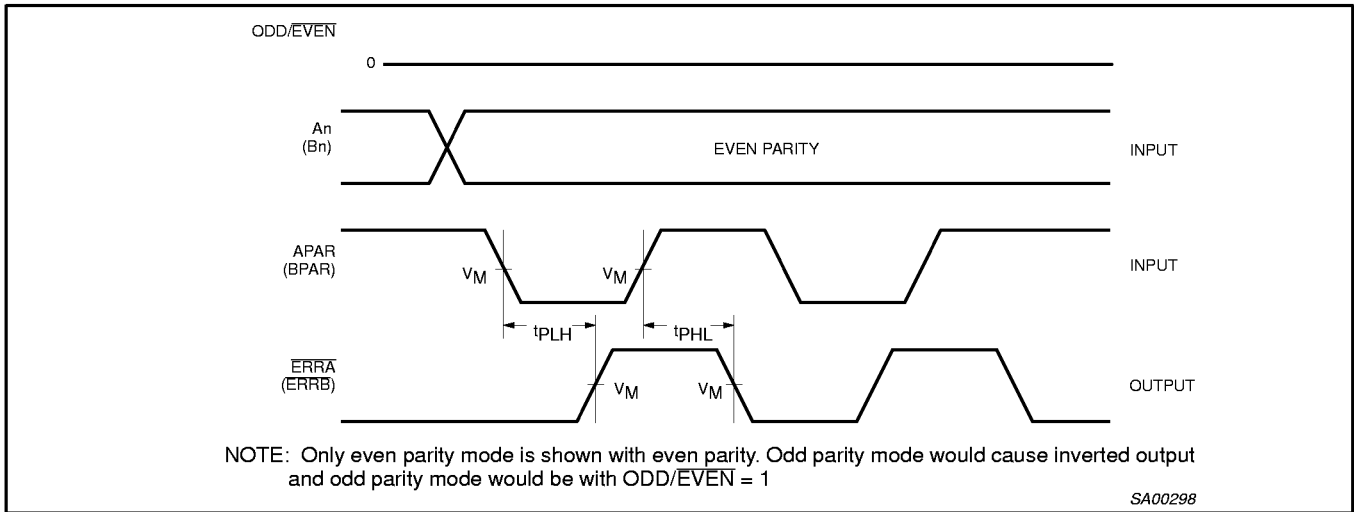 ODD/EVEN
0
An
(Bn)
EVEN PARITY
INPUT
APAR
(BPAR)
VM
VM
INPUT
tPLH
tPHL
ERRA
(ERRB)
VM
VM
OUTPUT
NOTE: Only even parity mode is shown with even parity. Odd parity mode would cause inverted output
and odd parity mode would be with ODD/EVEN = 1
SA00298